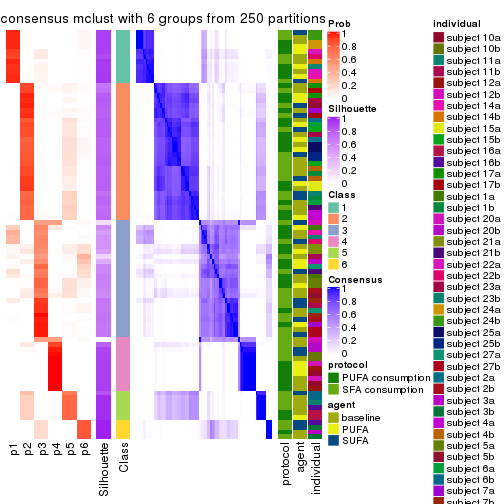 consensus mclust with 6 groups from 250 partitions
Prob
1
0.8
0.6
0.4
0.2
0
Silhouette
1
0.8
0.6
0.4
0.2
0
Class
1
2
3
4
5
6
Consensus
1
0.8
0.6
0.4
0.2
0
protocol
PUFA consumption
SFA consumption
agent
baseline
PUFA
SUFA
individual
subject 10a
subject 10b
subject 11a
subject 11b
subject 12a
subject 12b
subject 14a
subject 14b
subject 15a
subject 15b
subject 16a
subject 16b
subject 17a
subject 17b
subject 1a
subject 1b
subject 20a
subject 20b
subject 21a
subject 21b
subject 22a
subject 22b
subject 23a
subject 23b
subject 24a
subject 24b
subject 25a
subject 25b
subject 27a
subject 27b
subject 2a
subject 2b
subject 3a
subject 3b
subject 4a
subject 4b
subject 5a
subject 5b
subject 6a
subject 6b
subject 7a
subject 7b
p1
p2
p3
p4
p5
p6
Silhouette
Class
protocol
agent
individual